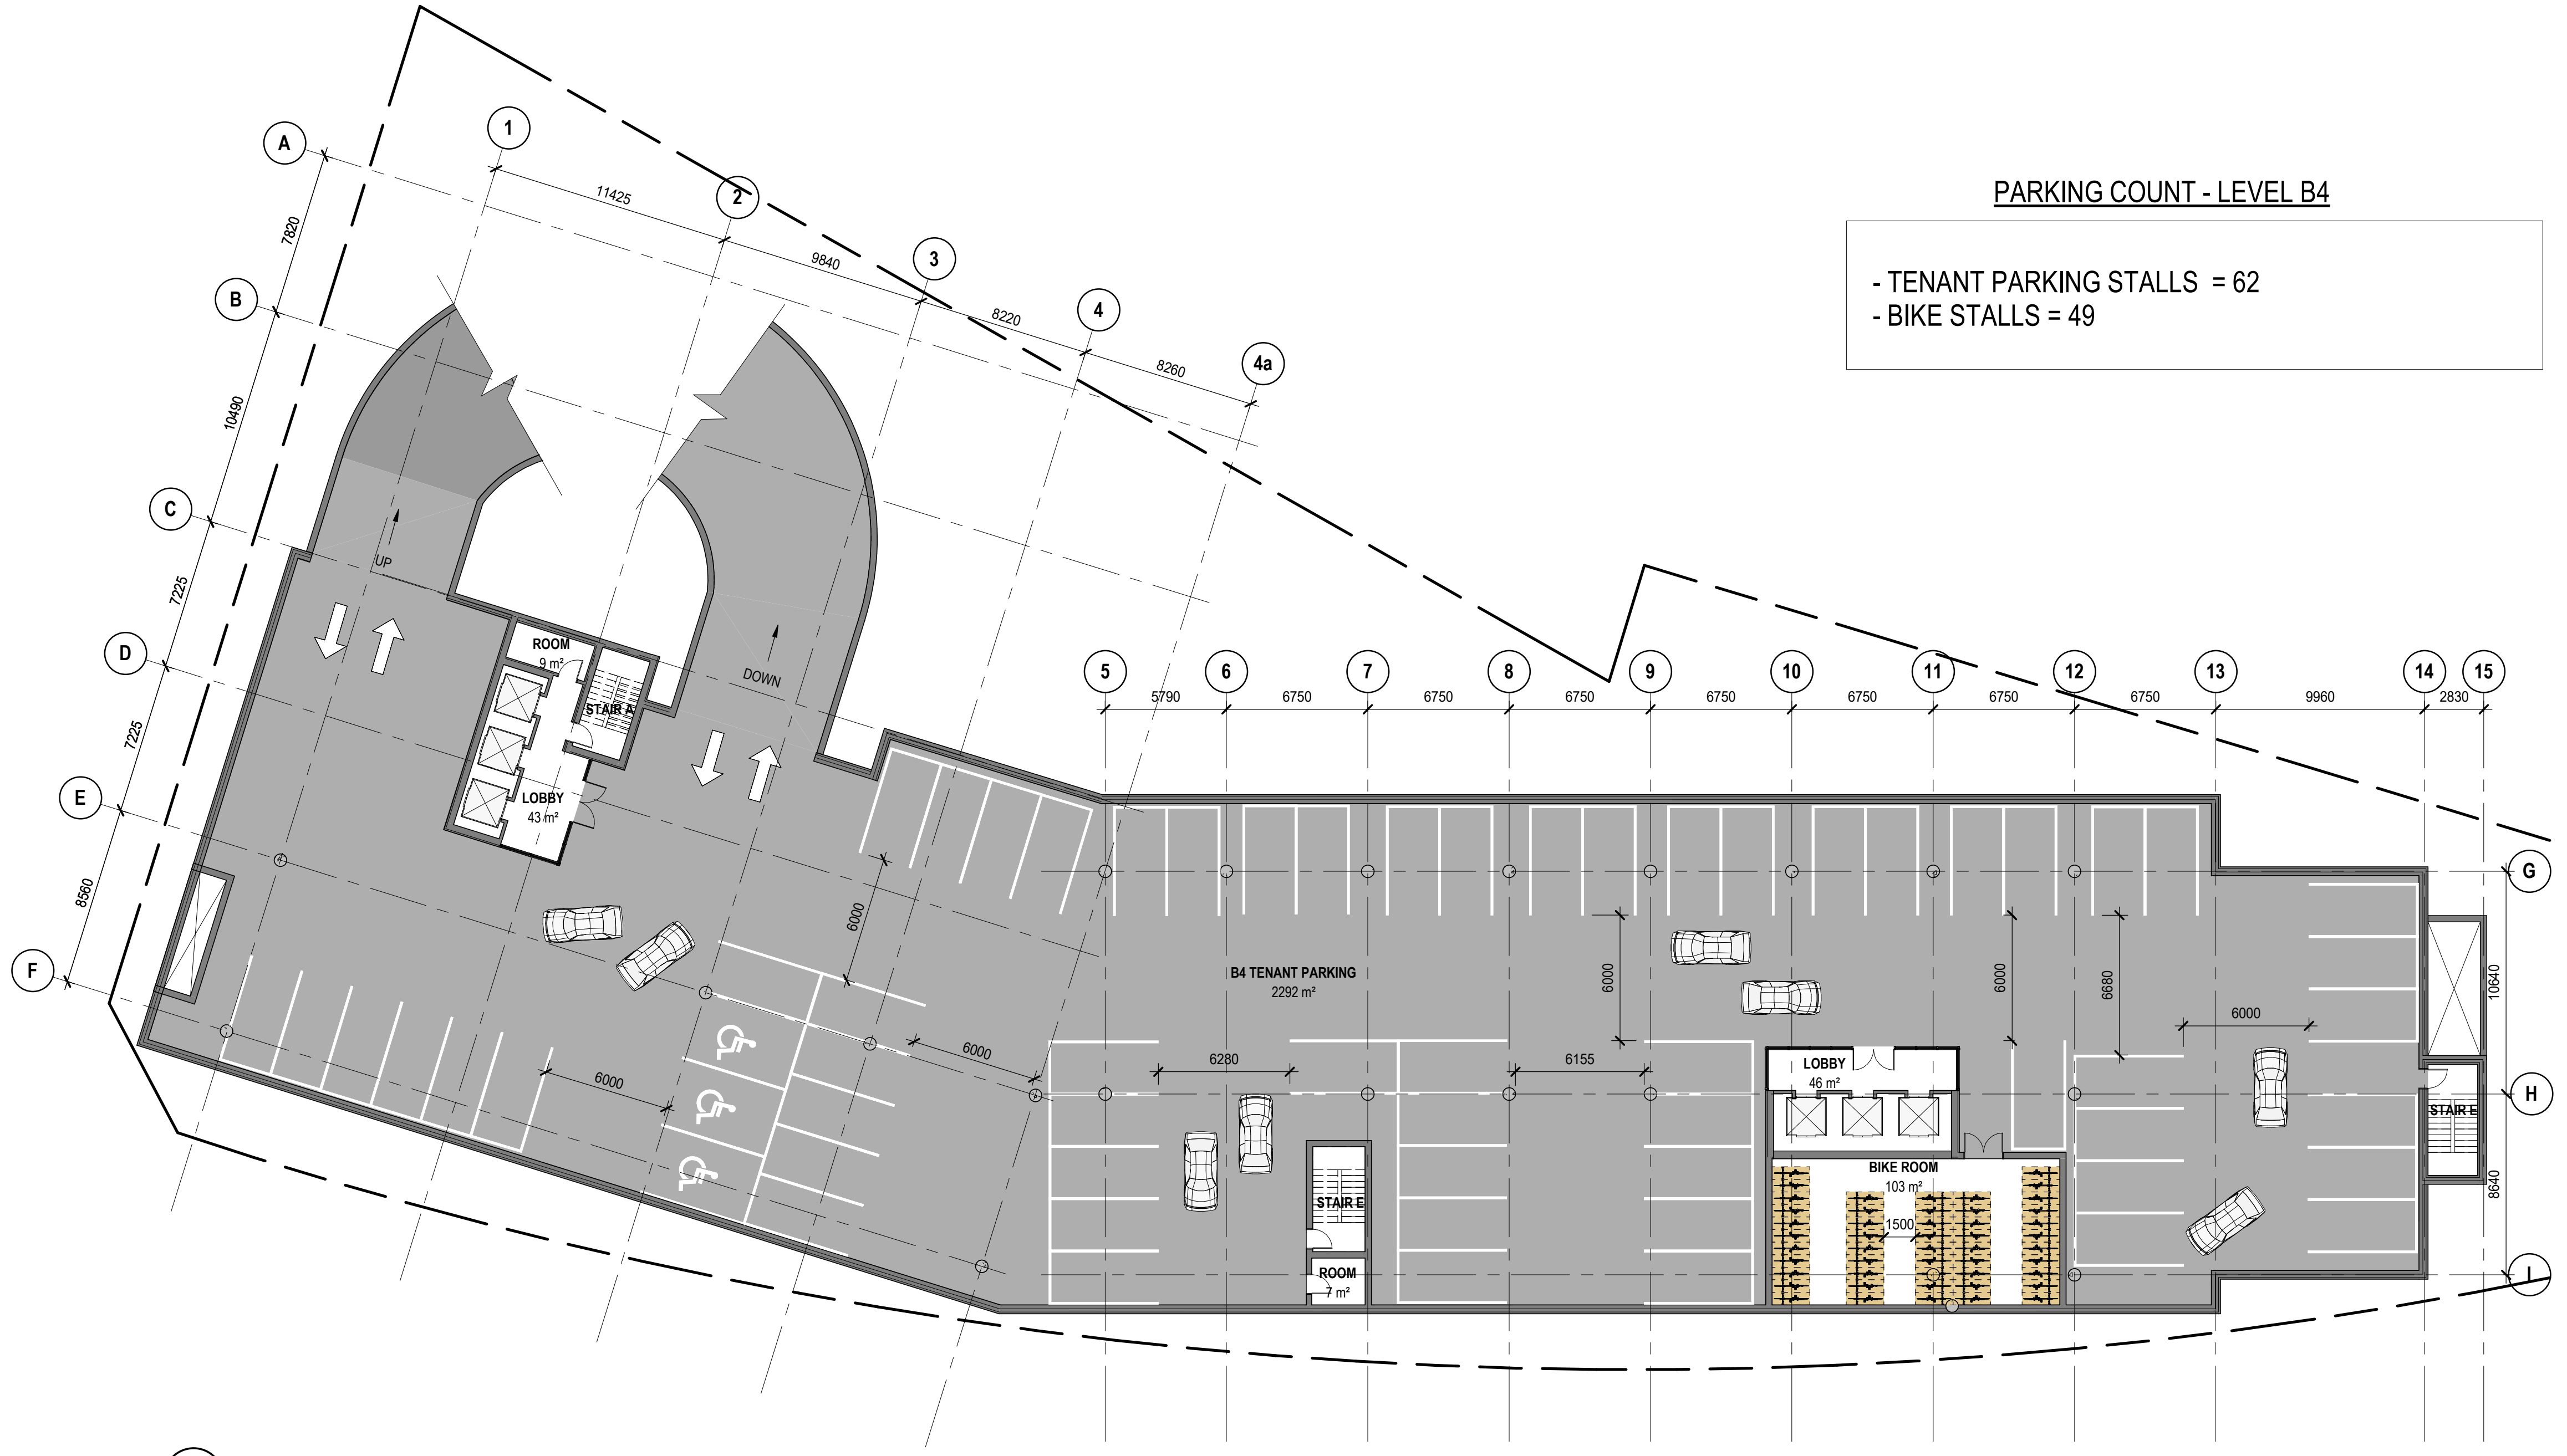 PARKING COUNT - LEVEL B4
- TENANT PARKING STALLS = 62
- BIKE STALLS = 49
A
B
C
D
E
F
7820
10490
7225
7225
8560
1
2
3
4
4a
11425
9840
8220
8260
UP
DOWN
ROOM
9 m²
STAIR A
LOBBY
43 m²
6000
6000
6000
5
6
7
8
9
10
11
12
13
14
15
5790
6750
6750
6750
6750
6750
6750
6750
9960
2830
B4 TENANT PARKING
2292 m²
6000
6000
6680
6000
6280
6155
LOBBY
46 m²
BIKE ROOM
103 m²
1500
STAIR E
ROOM
7 m²
STAIR E
G
H
I
10640
8640